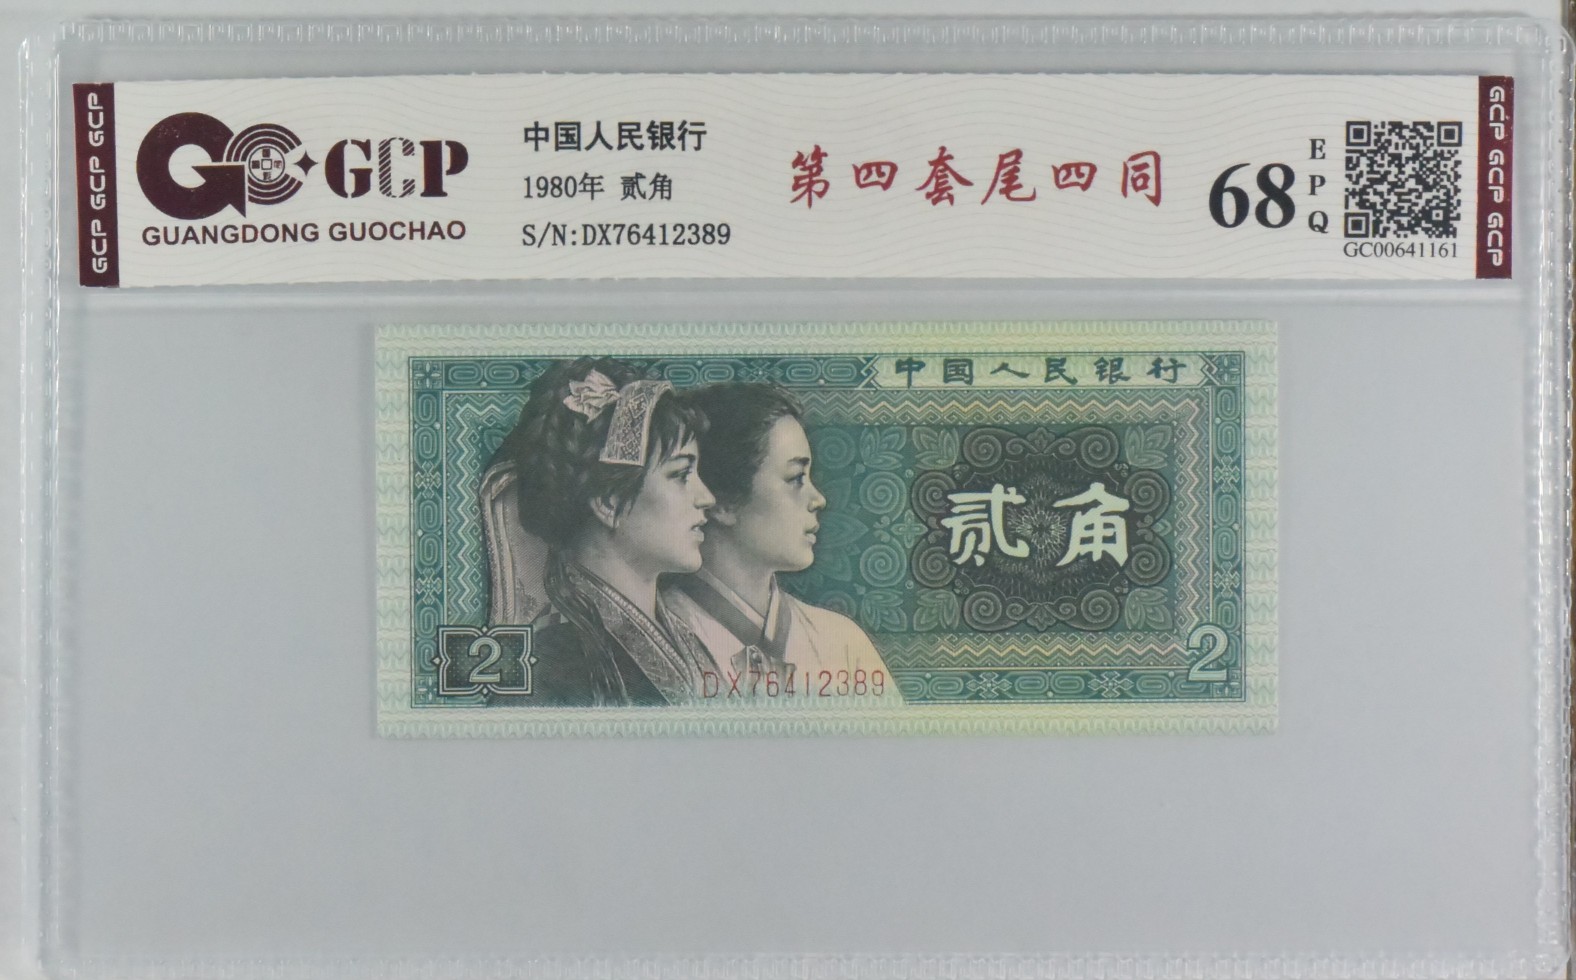 GCP GCP GCP
GCP
GUANGDONG GUOCHAO
中国人民银行
1980年 贰角
S/N:DX76412389
第四套尾四同
68
EPQ
GC00641161
GCP GCP GCP
中国人民银行
贰角
2
2
DX76412389